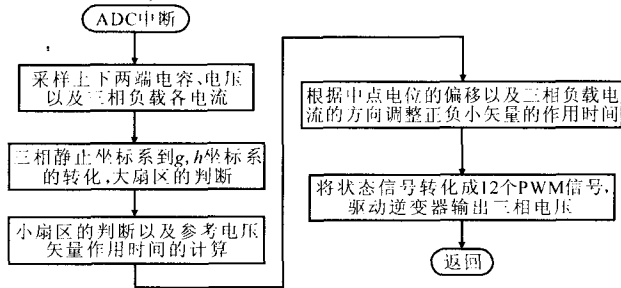 ADC中断
采样上下两端电容、电压
以及三相负载各电流
三相静止坐标系到g,h坐标系
的转化,大扇区的判断
小扇区的判断以及参考电压
矢量作用时间的计算
根据中点电位的偏移以及三相负载电
流的方向调整正负小矢量的作用时间
将状态信号转化成12个PWM信号,
驱动逆变器输出三相电压
返回